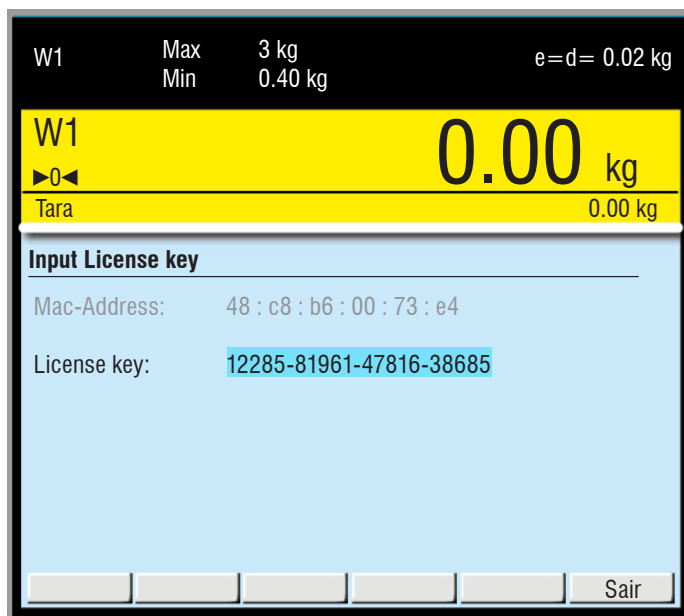 W1 Max 3 kg e=d= 0.02 kg
Min 0.40 kg
W1 0.00 kg
►0◄
Tara 0.00 kg
Input License key
Mac-Address: 48 : c8 : b6 : 00 : 73 : e4
License key: 12285-81961-47816-38685
Sair